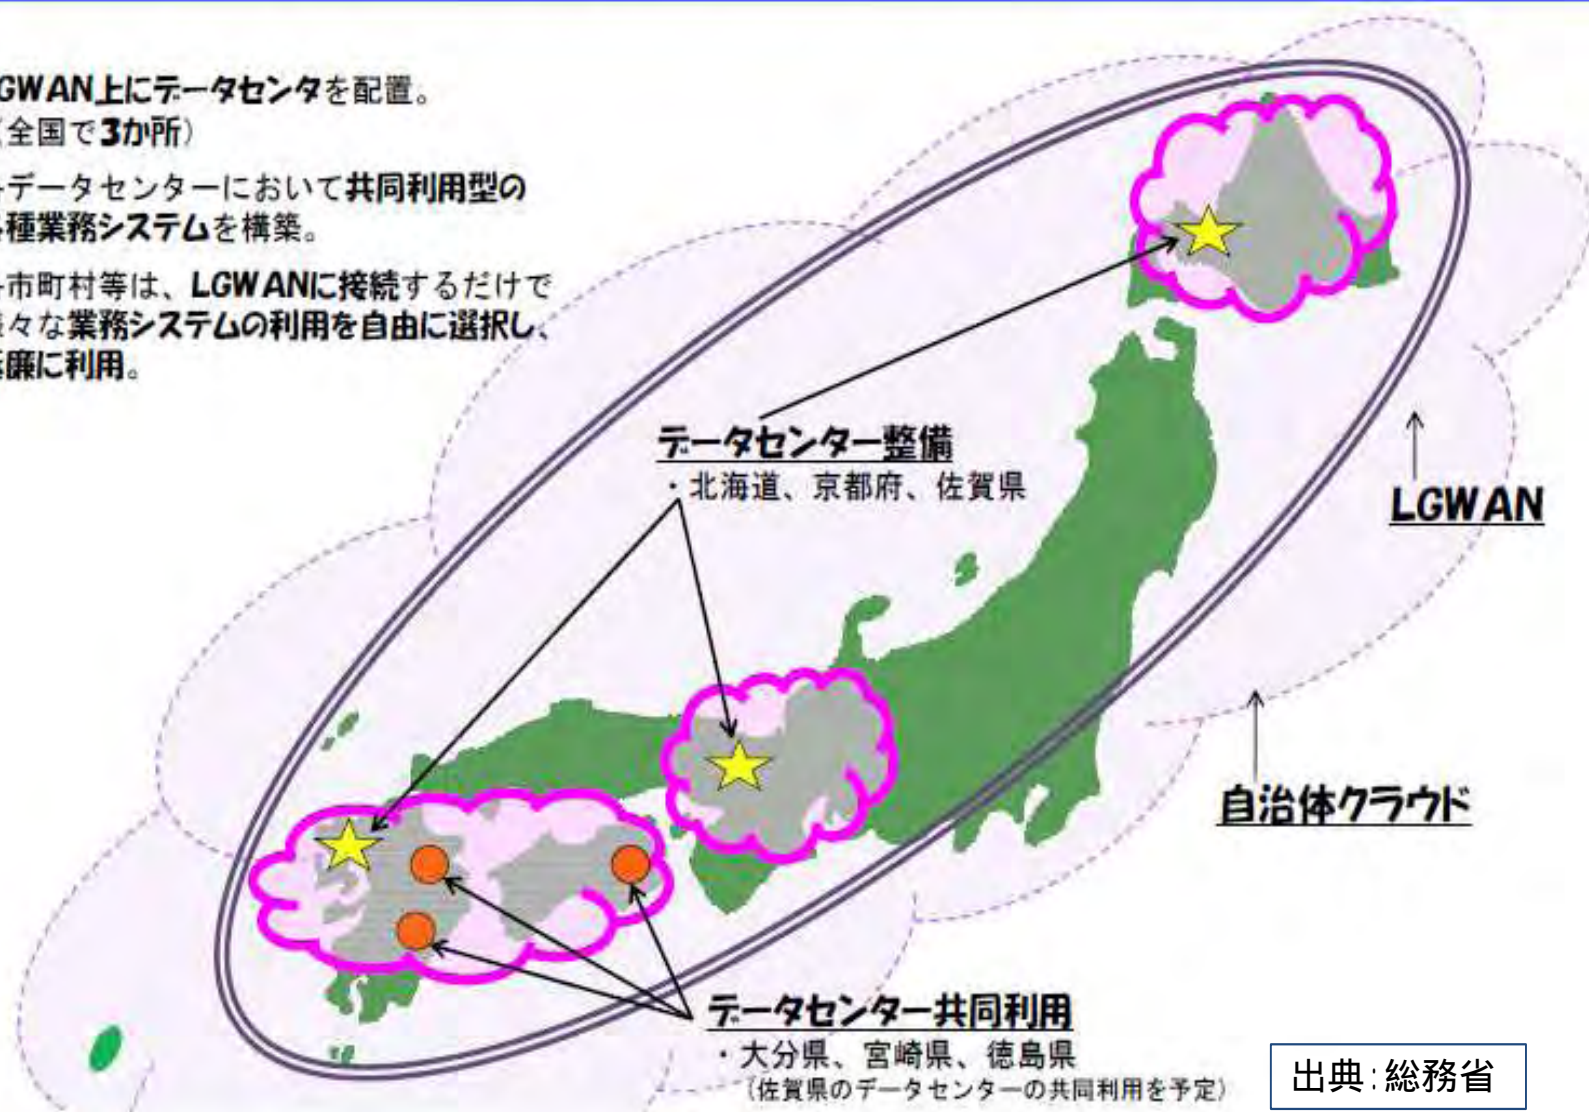 GWAN上にデータセンタを配置。
(全国で3か所)
データセンターにおいて共同利用型の
種業務システムを構築。
市町村等は、LGWANに接続するだけで
々な業務システムの利用を自由に選択し、
廉に利用。
データセンター整備
・北海道、京都府、佐賀県
LGWAN
自治体クラウド
データセンター共同利用
・大分県、宮崎県、徳島県
(佐賀県のデータセンターの共同利用を予定)
出典:総務省